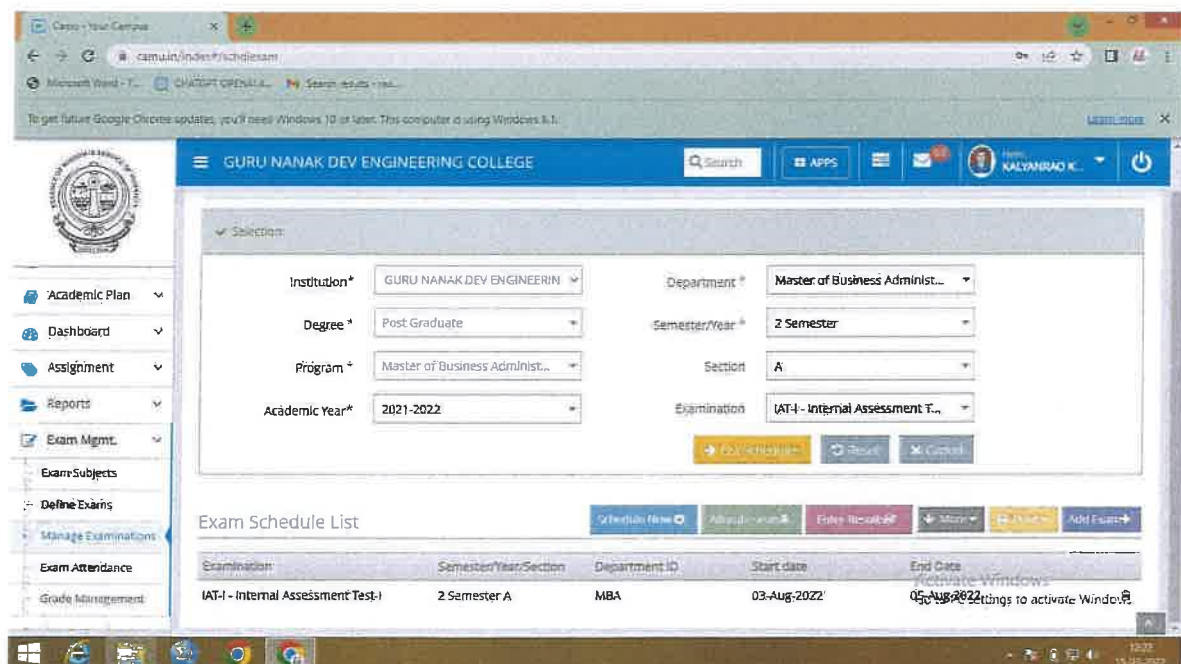 Camu - Your Campus
camu.in/index#/schdlexam
Microsoft Word - T...
CHATGPT OPENAI A...
Search results - rao...
To get future Google Chrome updates, you'll need Windows 10 or later. This computer is using Windows 8.1.
Learn more
GURU NANAK DEV ENGINEERING COLLEGE
Search
APPS
KALYANRAO K...
Selection
Institution* GURU NANAK DEV ENGINEERIN
Department * Master of Business Administ...
Degree * Post Graduate
Semester/Year * 2 Semester
Program * Master of Business Administ...
Section A
Academic Year* 2021-2022
Examination IAT-I - Internal Assessment T...
Reset
Cancel
Academic Plan
Dashboard
Assignment
Reports
Exam Mgmt.
Exam Subjects
Define Exams
Manage Examinations
Exam Attendance
Grade Management
Exam Schedule List
Schedule Now
Enter Results
More
Add Exam
Examination Semester/Year/Section Department ID Start date End Date
IAT-I - Internal Assessment Test-I 2 Semester A MBA 03-Aug-2022 05-Aug-2022
Activate Windows
Go to PC settings to activate Windows.